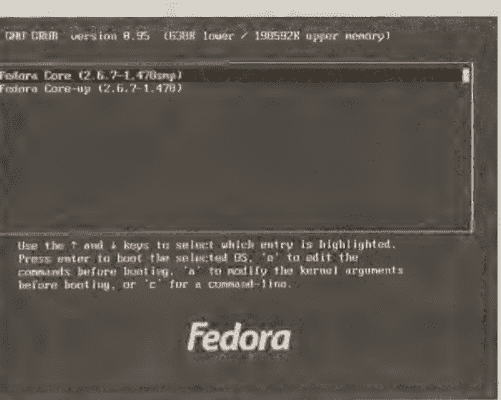 GNU GRUB version 0.95 (638K lower / 198592K upper memory)
Fedora Core (2.6.7-1.478smp)
Fedora Core-up (2.6.7-1.478)
Use the ↑ and ↓ keys to select which entry is highlighted.
Press enter to boot the selected OS, 'e' to edit the
commands before booting, 'a' to modify the kernel arguments
before booting, or 'c' for a command-line.
Fedora